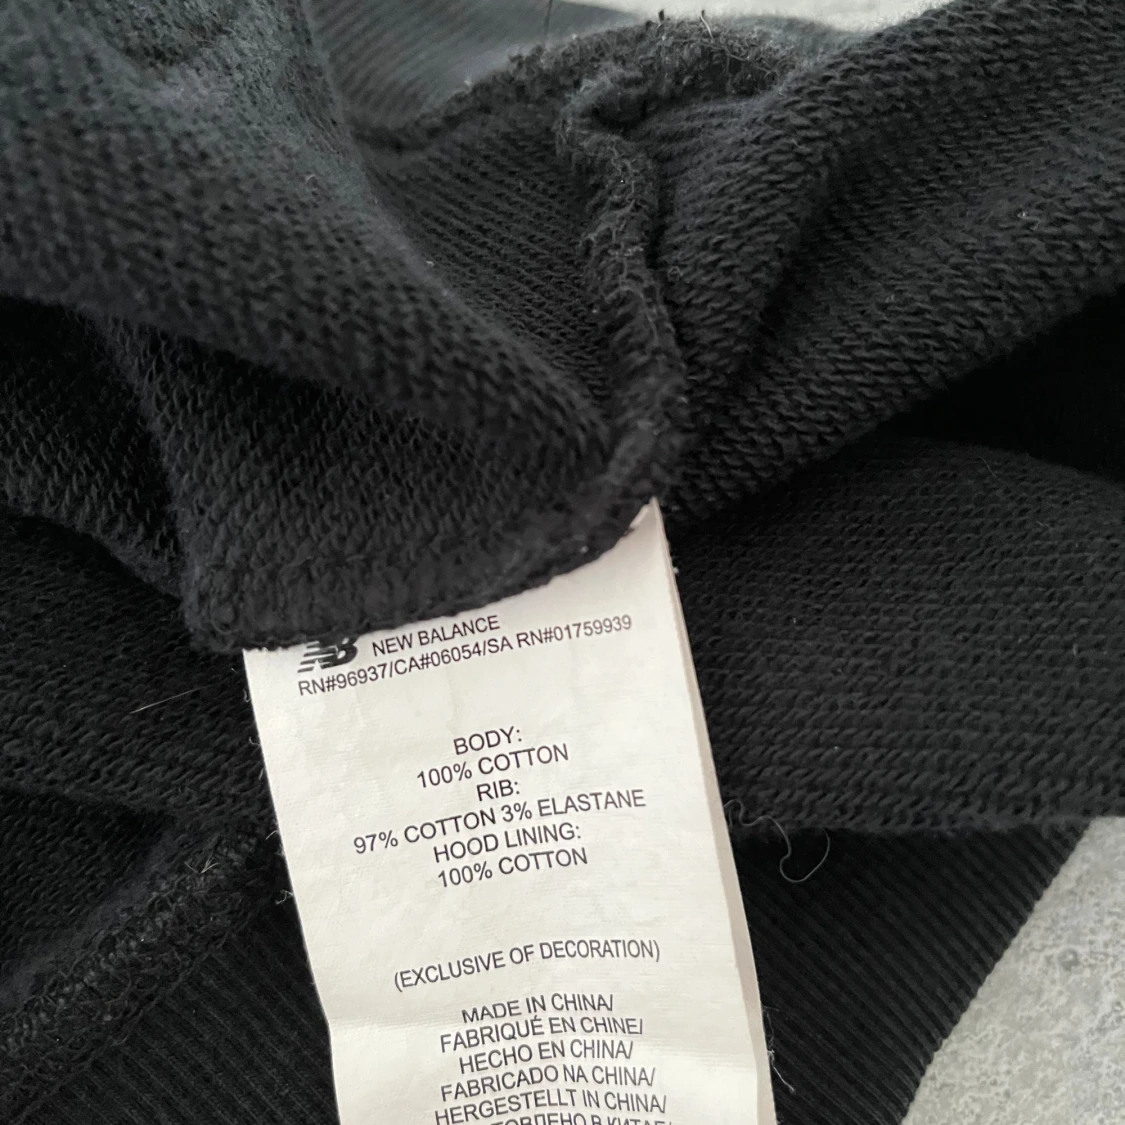 NB
NEW BALANCE
RN#96937/CA#06054/SA RN#01759939
BODY:
100% COTTON
RIB:
97% COTTON 3% ELASTANE
HOOD LINING:
100% COTTON
(EXCLUSIVE OF DECORATION)
MADE IN CHINA/
FABRIQUÉ EN CHINE/
HECHO EN CHINA/
FABRICADO NA CHINA/
HERGESTELLT IN CHINA/
В КИТАЕ/